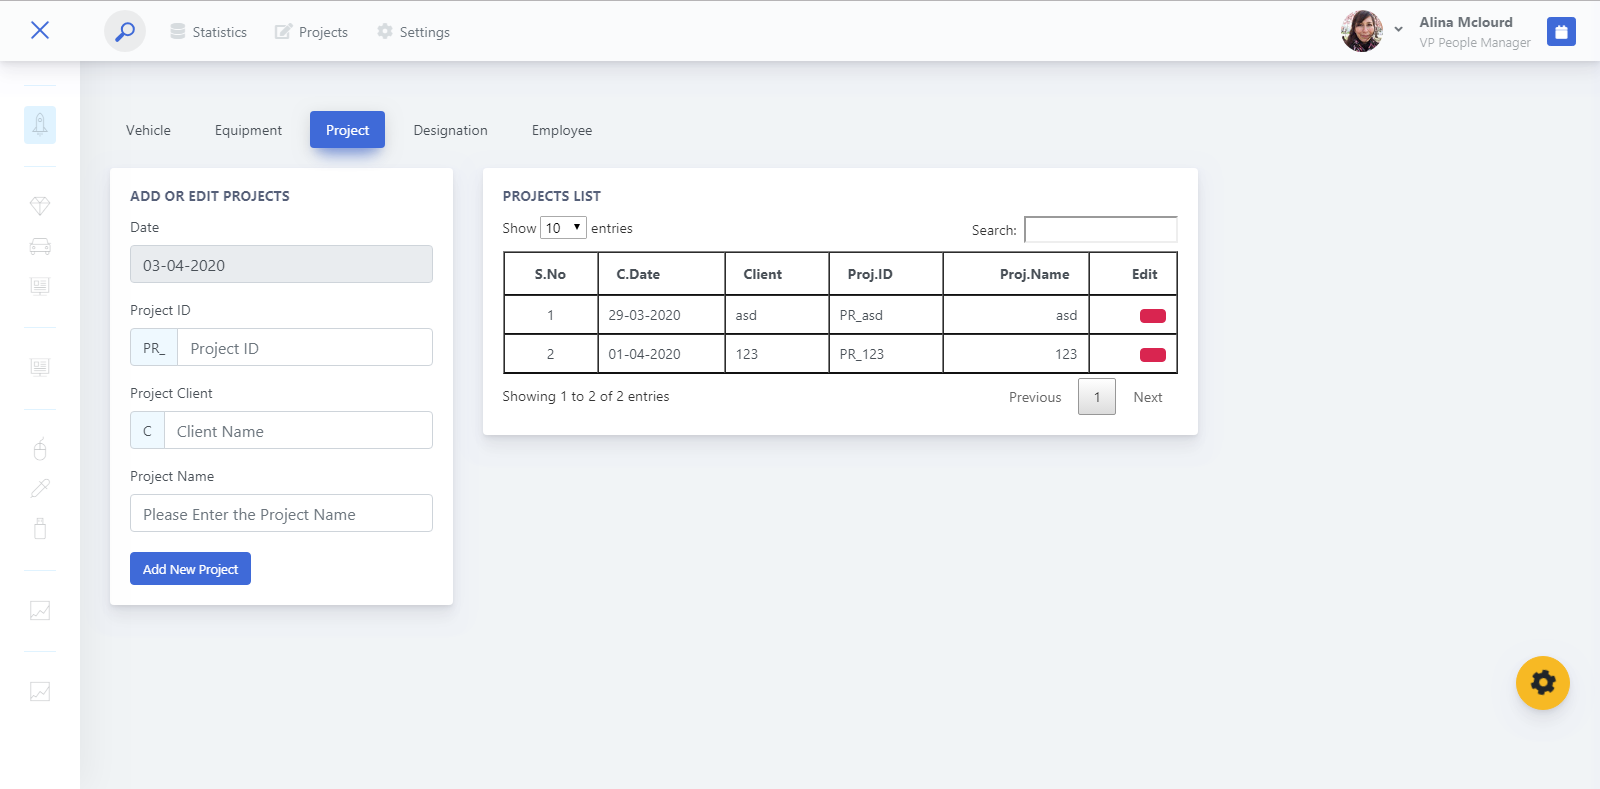 Statistics Projects Settings
Alina Mclourd
VP People Manager
Vehicle Equipment Project Designation Employee
ADD OR EDIT PROJECTS
Date
03-04-2020
Project ID
PR_ Project ID
Project Client
C Client Name
Project Name
Please Enter the Project Name
Add New Project
PROJECTS LIST
Show 10 entries Search:
S.No C.Date Client Proj.ID Proj.Name Edit
1 29-03-2020 asd PR_asd asd
2 01-04-2020 123 PR_123 123
Showing 1 to 2 of 2 entries Previous 1 Next